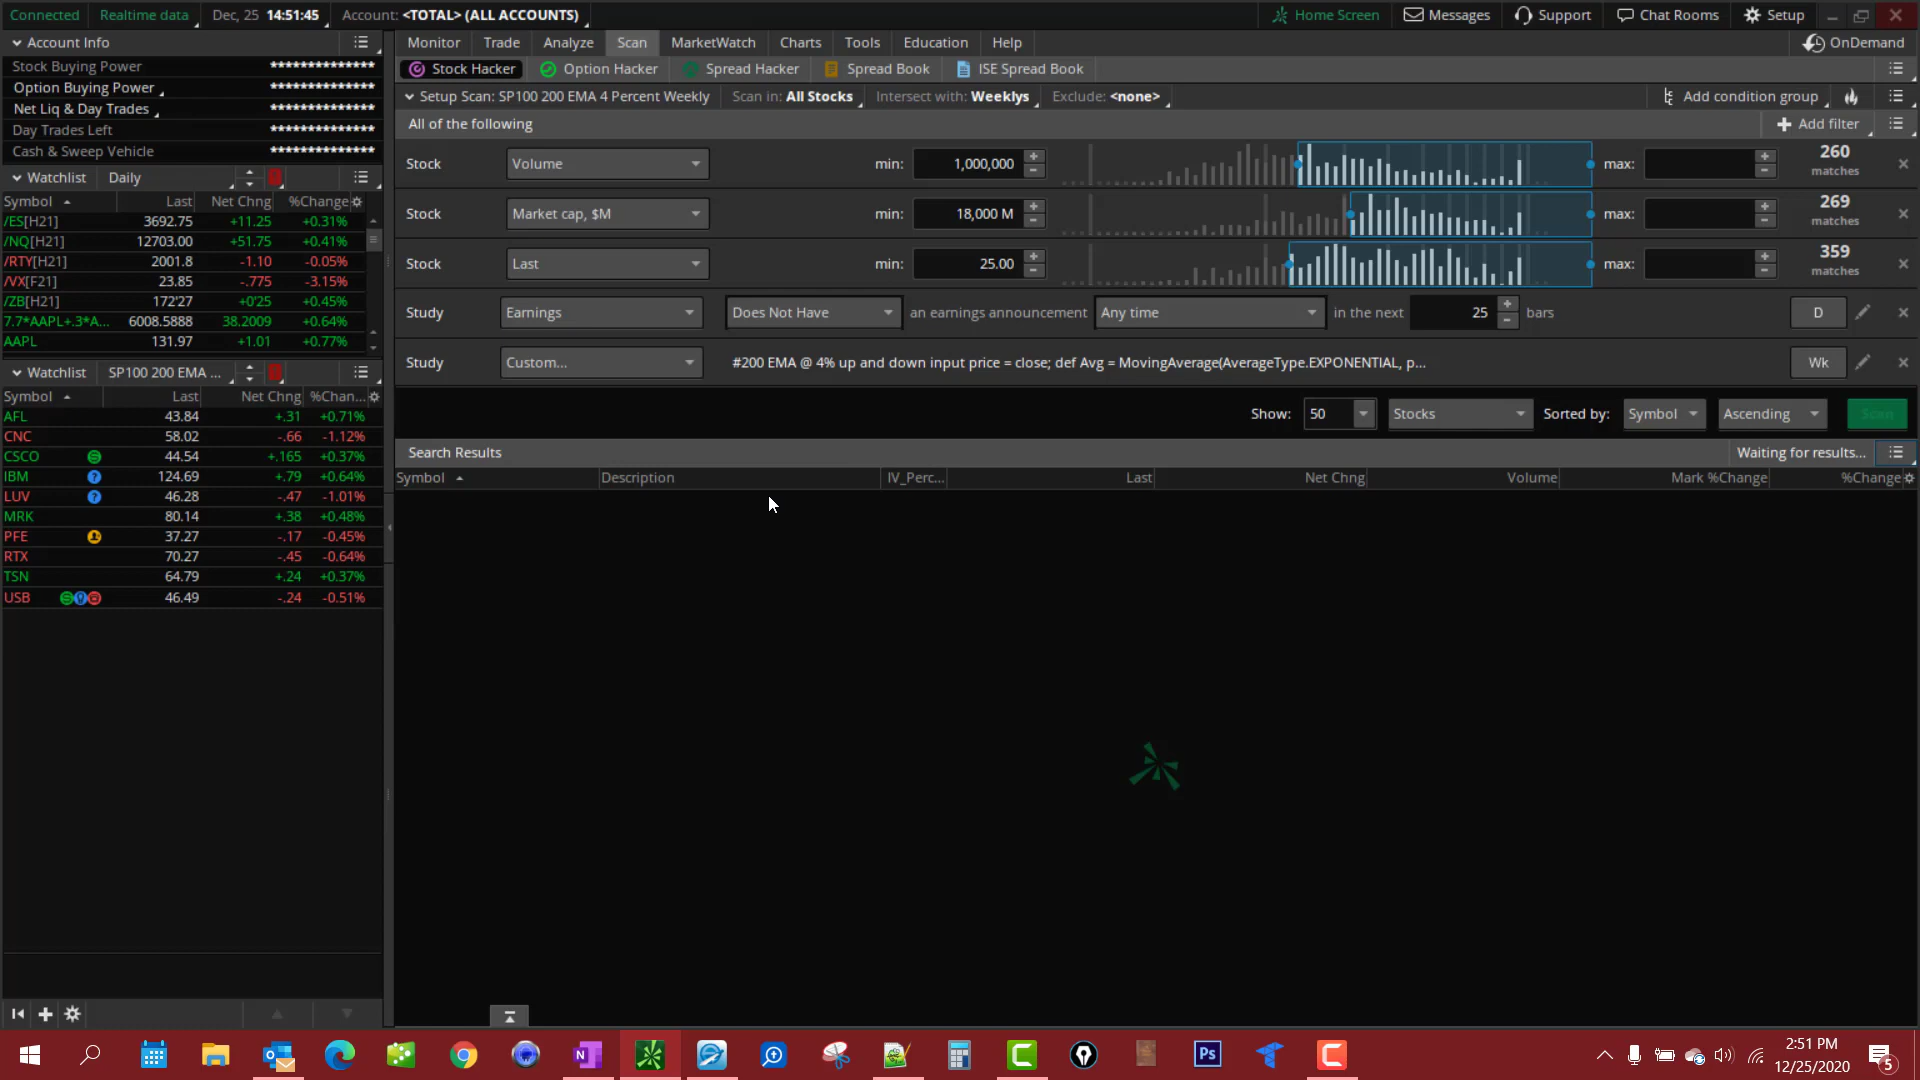 Connected Realtime data Dec, 25 14:51:45 Account: <TOTAL> (ALL ACCOUNTS) Home Screen Messages Support Chat Rooms Setup
Account Info Monitor Trade Analyze Scan MarketWatch Charts Tools Education Help OnDemand
Stock Buying Power ************** Stock Hacker Option Hacker Spread Hacker Spread Book ISE Spread Book
Option Buying Power ************** Setup Scan: SP100 200 EMA 4 Percent Weekly Scan in: All Stocks Intersect with: Weeklys Exclude: <none> Add condition group
Net Liq & Day Trades **************
Day Trades Left ************** All of the following Add filter
Cash & Sweep Vehicle **************
Stock Volume min: 1,000,000 max: 260 matches
Stock Market cap, $M min: 18,000 M max: 269 matches
Stock Last min: 25.00 max: 359 matches
Study Earnings Does Not Have an earnings announcement Any time in the next 25 bars D
Study Custom... #200 EMA @ 4% up and down input price = close; def Avg = MovingAverage(AverageType.EXPONENTIAL, p... Wk
Show: 50 Stocks Sorted by: Symbol Ascending Scan
Search Results Waiting for results...
Symbol Description IV_Perc... Last Net Chng Volume Mark %Change %Change
Watchlist Daily
Symbol Last Net Chng %Change
/ES[H21] 3692.75 +11.25 +0.31%
/NQ[H21] 12703.00 +51.75 +0.41%
/RTY[H21] 2001.8 -1.10 -0.05%
/VX[F21] 23.85 -.775 -3.15%
/ZB[H21] 172'27 +0'25 +0.45%
7.7*AAPL+.3*A... 6008.5888 38.2009 +0.64%
AAPL 131.97 +1.01 +0.77%
Watchlist SP100 200 EMA ...
Symbol Last Net Chng %Chan...
AFL 43.84 +.31 +0.71%
CNC 58.02 -.66 -1.12%
CSCO 44.54 +.165 +0.37%
IBM 124.69 +.79 +0.64%
LUV 46.28 -.47 -1.01%
MRK 80.14 +.38 +0.48%
PFE 37.27 -.17 -0.45%
RTX 70.27 -.45 -0.64%
TSN 64.79 +.24 +0.37%
USB 46.49 -.24 -0.51%
Ps
2:51 PM
12/25/2020
5